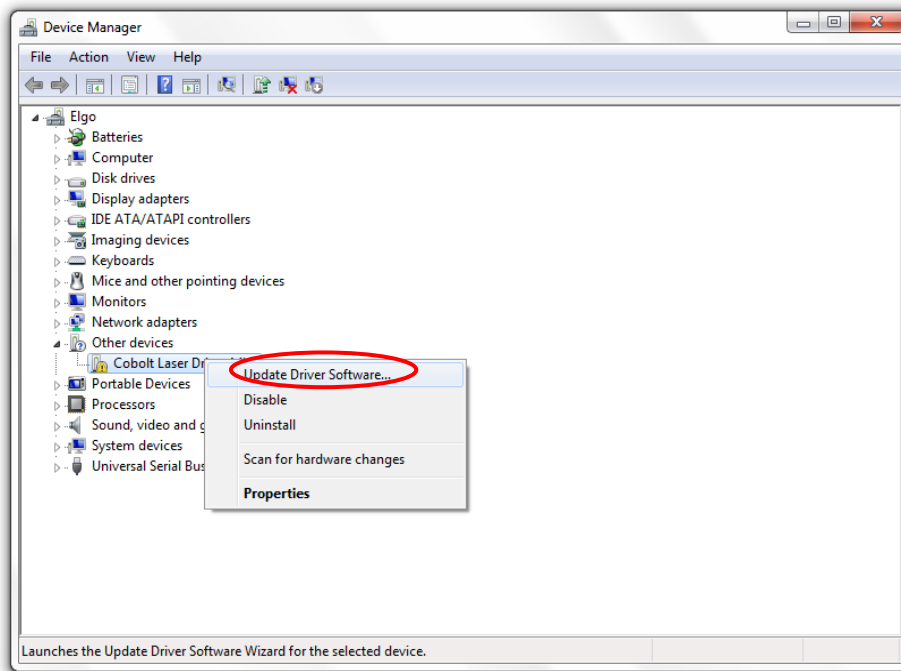 Device Manager
File Action View Help
Elgo
Batteries
Computer
Disk drives
Display adapters
IDE ATA/ATAPI controllers
Imaging devices
Keyboards
Mice and other pointing devices
Monitors
Network adapters
Other devices
Cobolt Laser
Update Driver Software...
Portable Devices
Disable
Processors
Sound, video and
Uninstall
System devices
Scan for hardware changes
Universal Serial
Properties
Launches the Update Driver Software Wizard for the selected device.